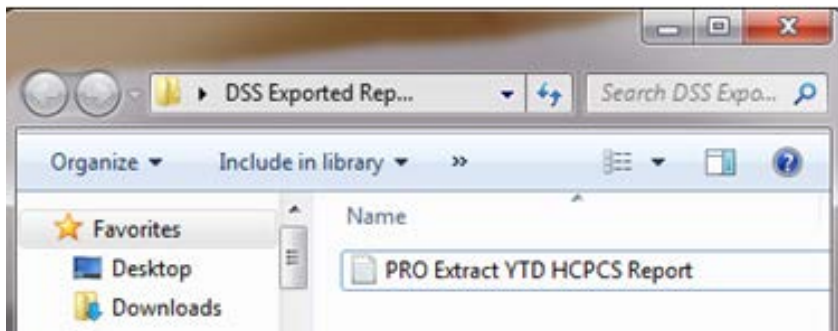 DSS Exported Rep... Search DSS Expo...
Organize Include in library »
Favorites
Desktop
Downloads
Name
PRO Extract YTD HCPCS Report